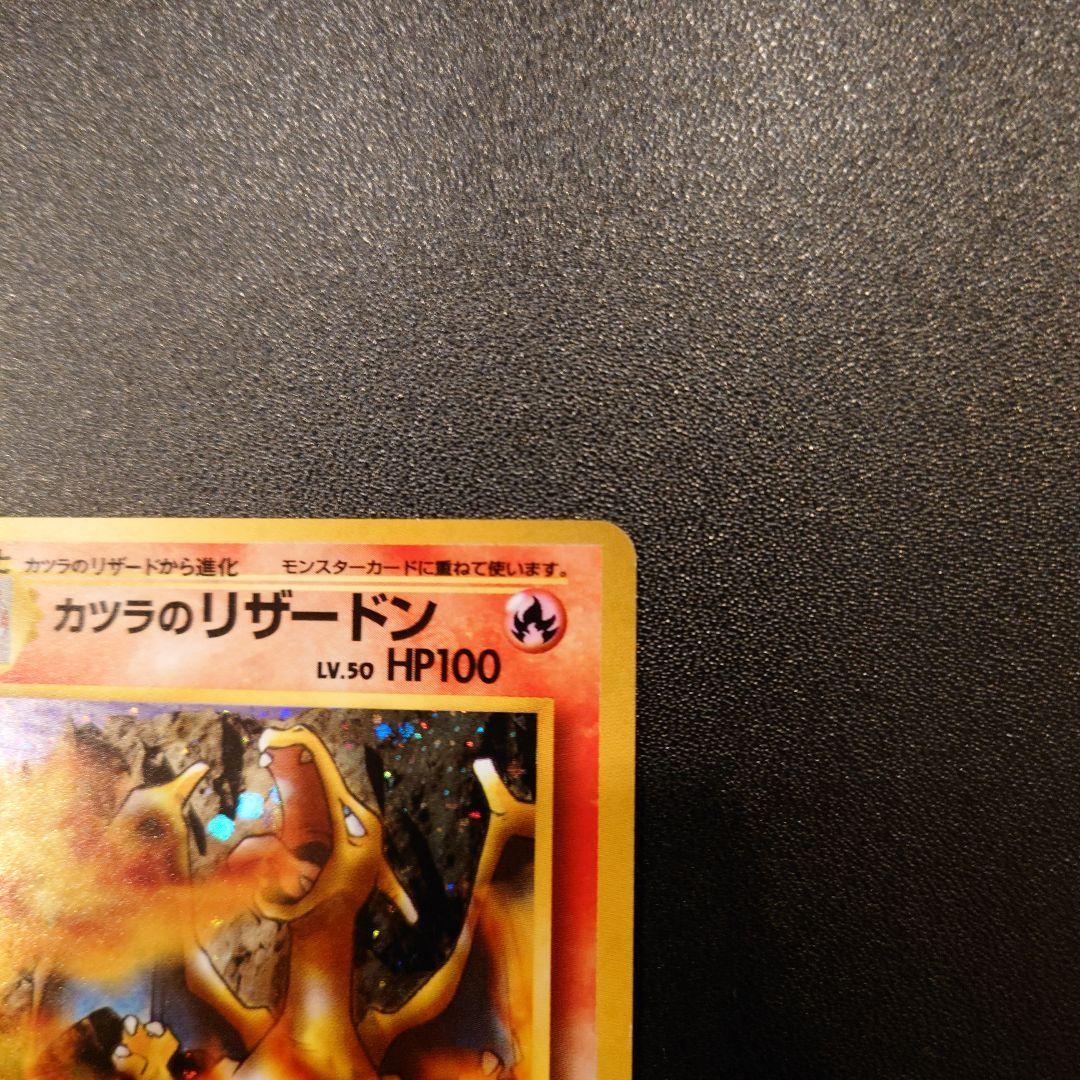 カツラのリザードから進化 モンスターカードに重ねて使います。
カツラのリザードン
LV.50 HP100